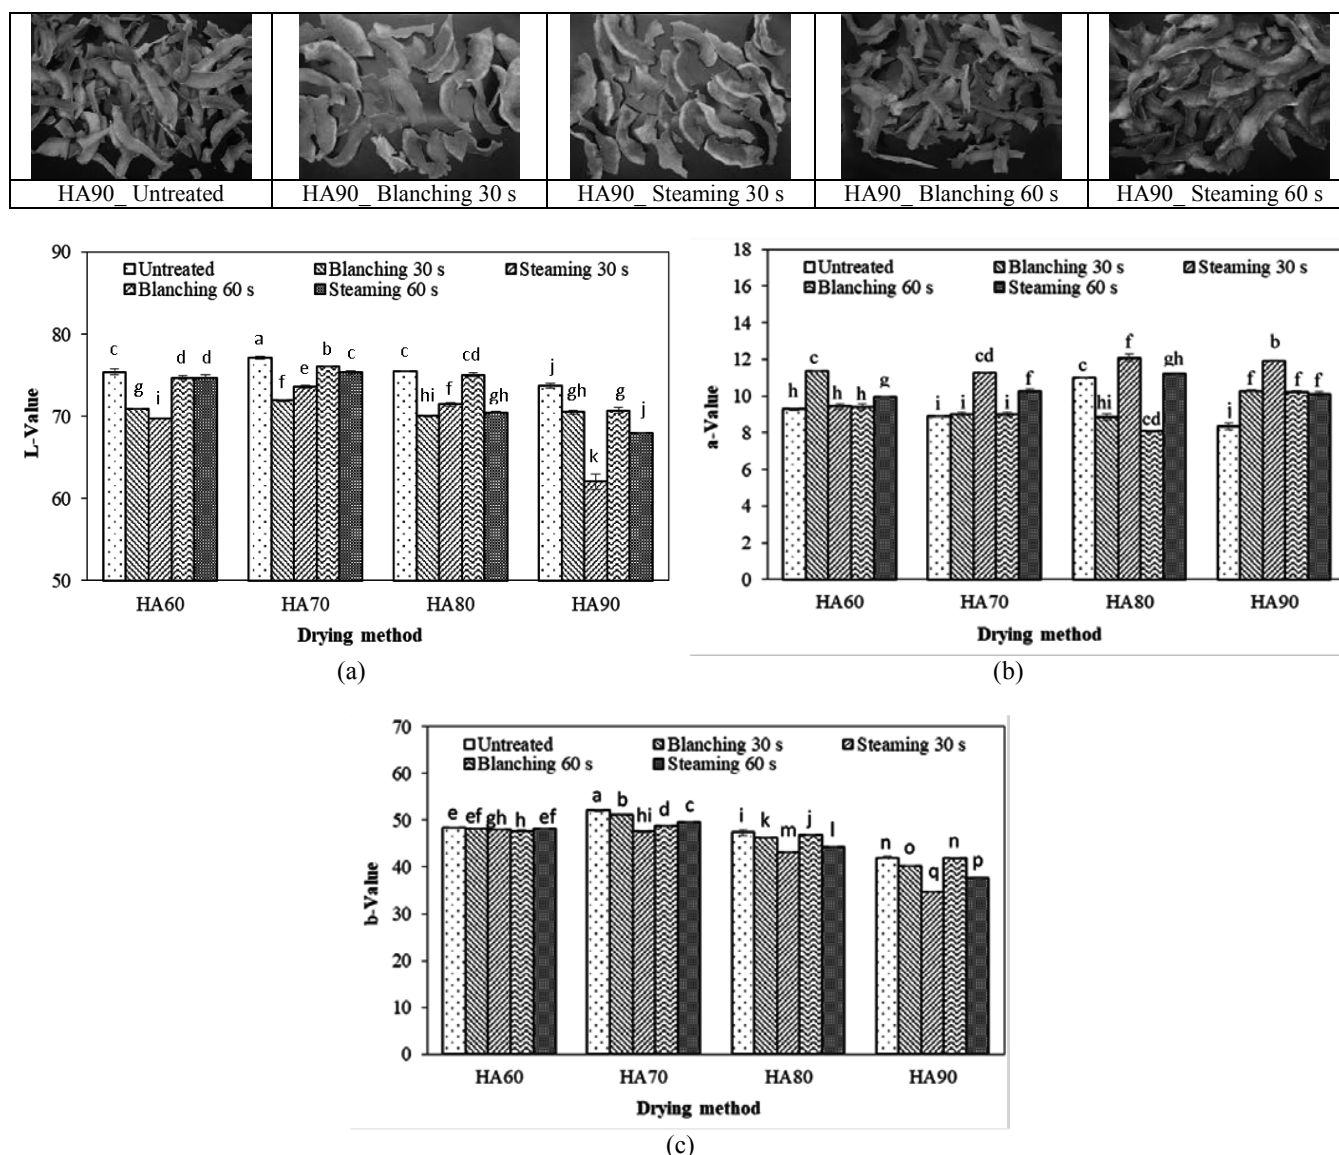 HA90_ Untreated HA90_ Blanching 30 s HA90_ Steaming 30 s HA90_ Blanching 60 s HA90_ Steaming 60 s
90
80
70
60
50
L-Value
Untreated Blanching 30 s Steaming 30 s
Blanching 60 s Steaming 60 s
c g i d d
a f e b c
c hi f cd gh
j gh k g j
HA60 HA70 HA80 HA90
Drying method
(a)
18
16
14
12
10
8
6
4
2
0
a-Value
Untreated Blanching 30 s Steaming 30 s
Blanching 60 s Steaming 60 s
h c h h g
i i cd i f
c hi f cd gh
j f b f f
HA60 HA70 HA80 HA90
Drying method
(b)
70
60
50
40
30
20
10
0
b-Value
Untreated Blanching 30 s Steaming 30 s
Blanching 60 s Steaming 60 s
e ef gh h ef
a b hi d c
i k m j l
n o q n p
HA60 HA70 HA80 HA90
Drying method
(c)